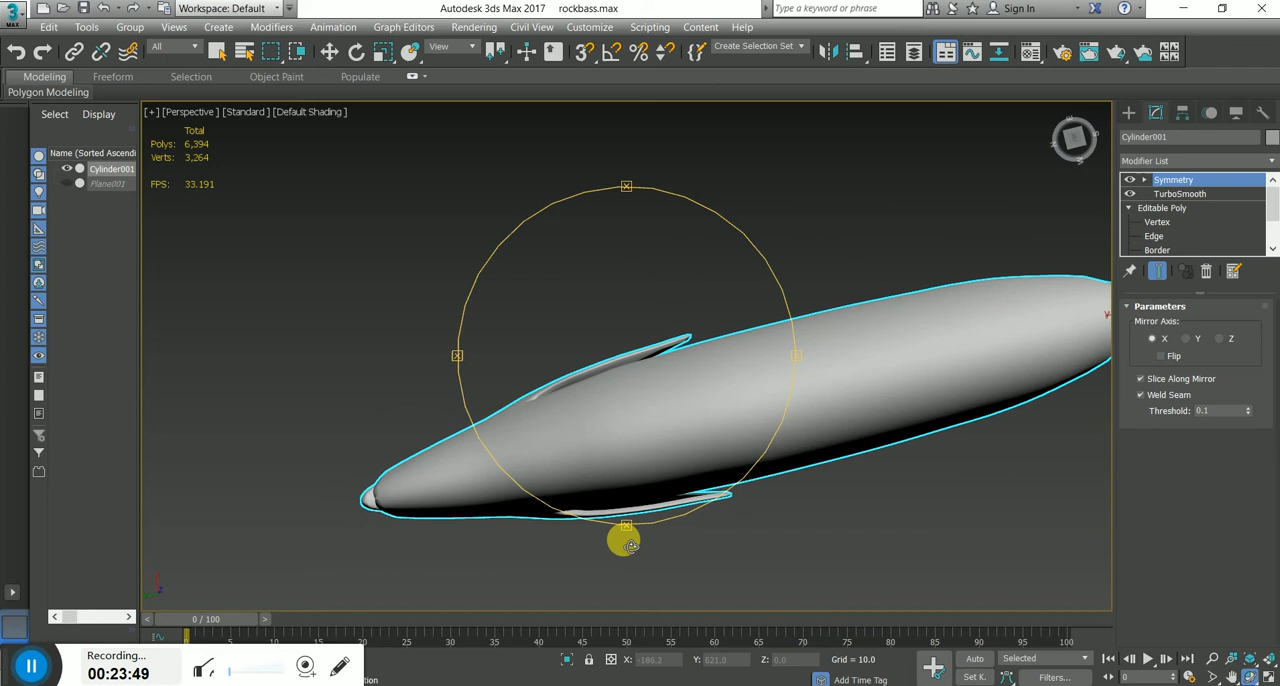 Workspace: Default
Autodesk 3ds Max 2017 rockbass.max
Type a keyword or phrase
Sign In
MAX
Edit Tools Group Views Create Modifiers Animation Graph Editors Rendering Civil View Customize Scripting Content Help
All
View
Create Selection Set
Modeling Freeform Selection Object Paint Populate
Polygon Modeling
Select Display
[+] [Perspective ] [Standard ] [Default Shading ]
Total
Polys: 6,394
Verts: 3,264
FPS: 33.191
Name (Sorted Ascendi
Cylinder001
Plane001
Cylinder001
Modifier List
Symmetry
TurboSmooth
Editable Poly
Vertex
Edge
Border
Parameters
Mirror Axis:
X Y Z
Flip
Slice Along Mirror
Weld Seam
Threshold: 0.1
0 / 100
0 5 10 15 20 25 30 35 40 45 50 55 60 65 70 75 80 85 90 95 100
Recording...
00:23:49
X: -186.2 Y: 621.0 Z: 0.0 Grid = 10.0
Add Time Tag
Auto Selected
Set K. Filters...
0